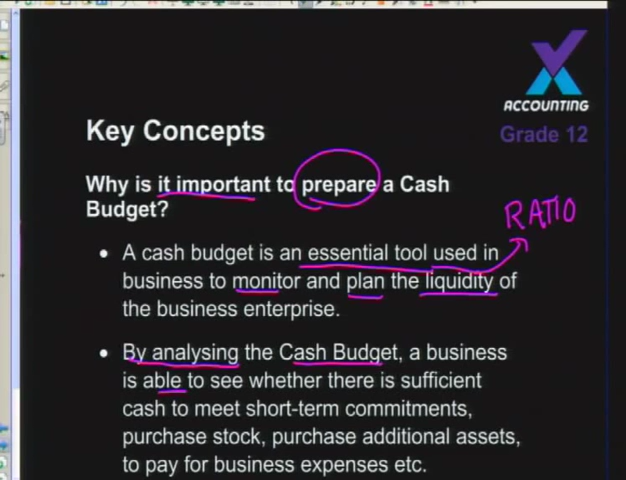 ACCOUNTING
Grade 12
Key Concepts
Why is it important to prepare a Cash
Budget?
RATIO
• A cash budget is an essential tool used in
business to monitor and plan the liquidity of
the business enterprise.
• By analysing the Cash Budget, a business
is able to see whether there is sufficient
cash to meet short-term commitments,
purchase stock, purchase additional assets,
to pay for business expenses etc.